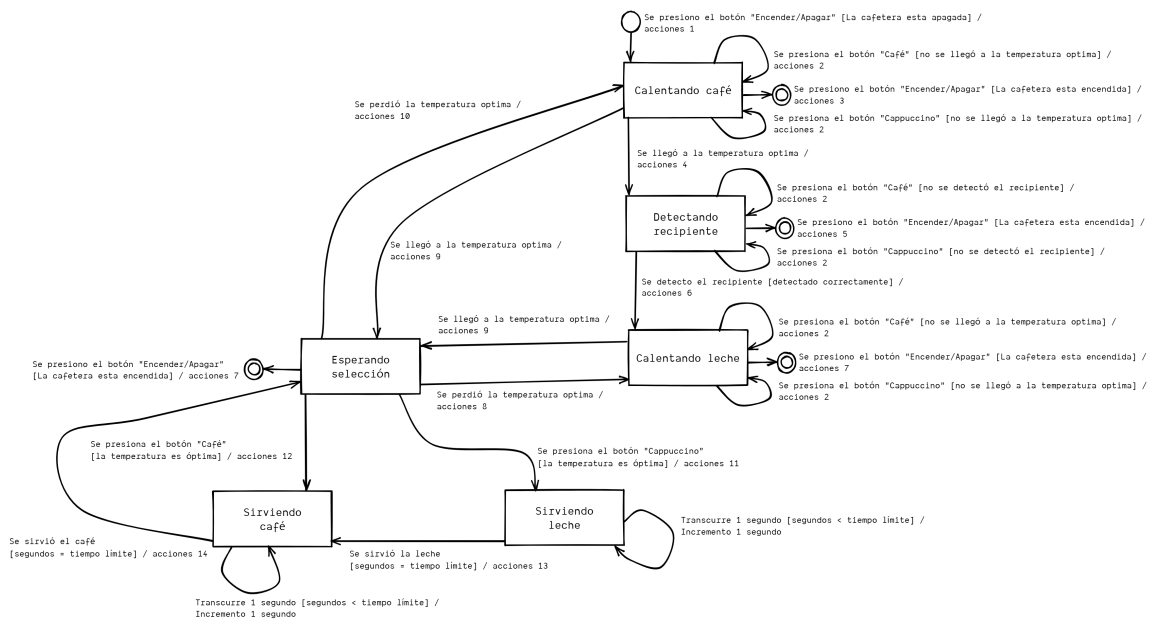 Se presiono el botón "Encender/Apagar" [La cafetera esta apagada] /
acciones 1
Se presiona el botón "Café" [no se llegó a la temperatura optima] /
acciones 2
Calentando café
Se presiono el botón "Encender/Apagar" [La cafetera esta encendida] /
acciones 3
Se presiona el botón "Cappuccino" [no se llegó a la temperatura optima] /
acciones 2
Se perdió la temperatura optima /
acciones 10
Se llegó a la temperatura optima /
acciones 4
Se presiona el botón "Café" [no se detectó el recipiente] /
acciones 2
Detectando
recipiente
Se presiono el botón "Encender/Apagar" [La cafetera esta encendida] /
acciones 5
Se presiona el botón "Cappuccino" [no se detectó el recipiente] /
acciones 2
Se llegó a la temperatura optima /
acciones 9
Se detecto el recipiente [detectado correctamente] /
acciones 6
Se llegó a la temperatura optima /
acciones 9
Se presiona el botón "Café" [no se llegó a la temperatura optima] /
acciones 2
Calentando leche
Se presiono el botón "Encender/Apagar" [La cafetera esta encendida] /
acciones 7
Se presiona el botón "Cappuccino" [no se llegó a la temperatura optima] /
acciones 2
Esperando
selección
Se presiono el botón "Encender/Apagar"
[La cafetera esta encendida] / acciones 7
Se perdió la temperatura optima /
acciones 8
Se presiona el botón "Café"
[la temperatura es óptima] / acciones 12
Se presiona el botón "Cappuccino"
[la temperatura es óptima] / acciones 11
Sirviendo
café
Sirviendo
leche
Transcurre 1 segundo [segundos < tiempo límite] /
Incremento 1 segundo
Se sirvió el café
[segundos = tiempo límite] / acciones 14
Se sirvió la leche
[segundos = tiempo límite] / acciones 13
Transcurre 1 segundo [segundos < tiempo límite] /
Incremento 1 segundo